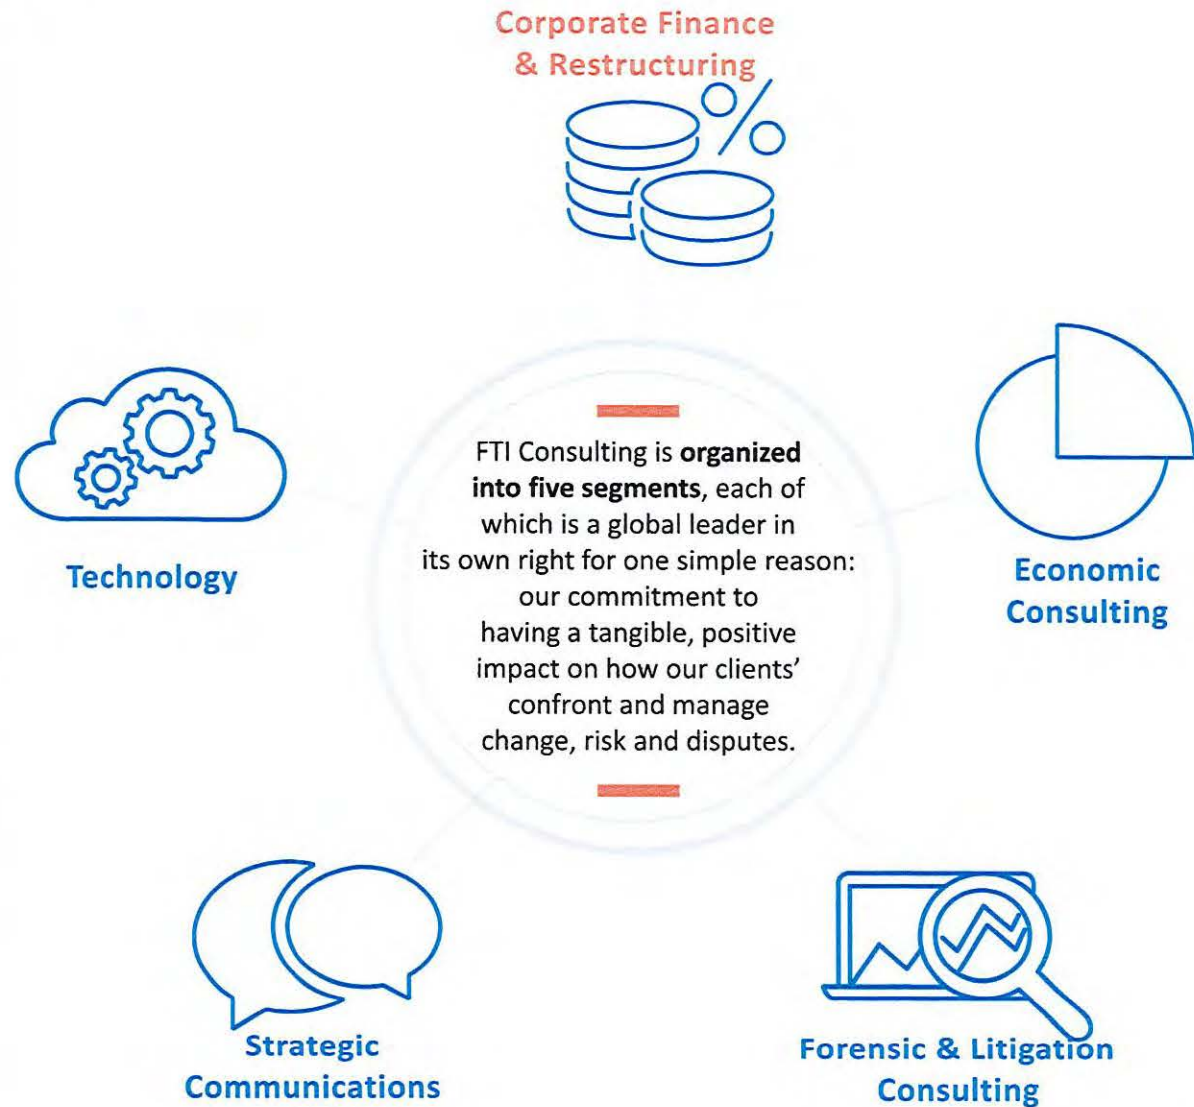 Corporate Finance
& Restructuring
Technology
FTI Consulting is organized
into five segments, each of
which is a global leader in
its own right for one simple reason:
our commitment to
having a tangible, positive
impact on how our clients’
confront and manage
change, risk and disputes.
Economic
Consulting
Strategic
Communications
Forensic & Litigation
Consulting